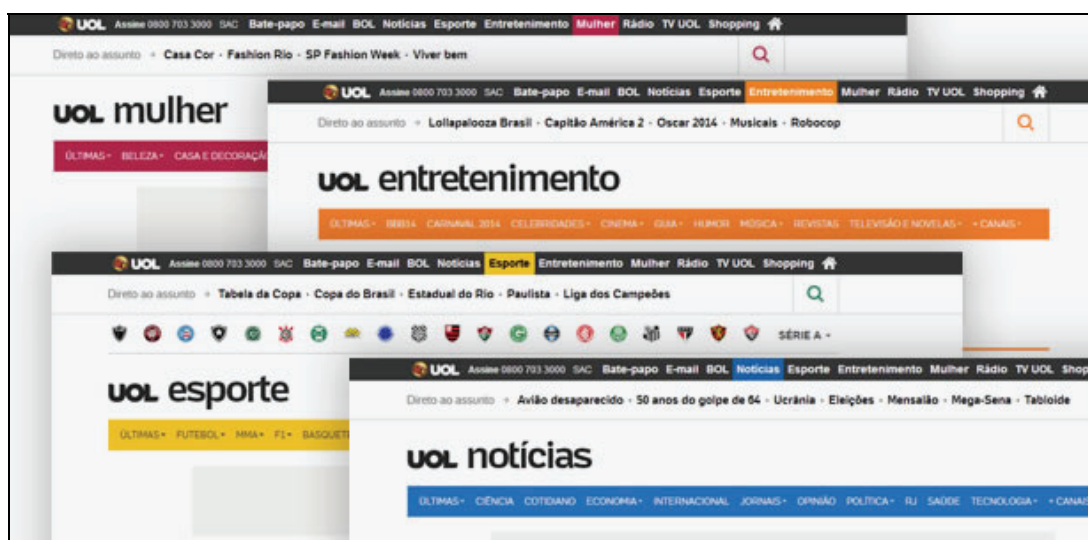 UOL Assine 0800 703 3000 SAC Bate-papo E-mail BOL Notícias Esporte Entretenimento Mulher Rádio TV UOL Shopping
Direto ao assunto Casa Cor · Fashion Rio · SP Fashion Week · Viver bem
UOL mulher
ÚLTIMAS BELEZA CASA E DECORAÇÃO
UOL Assine 0800 703 3000 SAC Bate-papo E-mail BOL Notícias Esporte Entretenimento Mulher Rádio TV UOL Shopping
Direto ao assunto Lollapalooza Brasil · Capitão América 2 · Oscar 2014 · Musicais · Robocop
UOL entretenimento
ÚLTIMAS BBB14 CARNAVAL 2014 CELEBRIDADES CINEMA GUIA HUMOR MÚSICA REVISTAS TELEVISÃO E NOVELAS + CANAIS
UOL Assine 0800 703 3000 SAC Bate-papo E-mail BOL Notícias Esporte Entretenimento Mulher Rádio TV UOL Shopping
Direto ao assunto Tabela da Copa · Copa do Brasil · Estadual do Rio · Paulista · Liga dos Campeões
SÉRIE A
UOL esporte
ÚLTIMAS FUTEBOL MMA F1 BASQUETE
UOL Assine 0800 703 3000 SAC Bate-papo E-mail BOL Notícias Esporte Entretenimento Mulher Rádio TV UOL Shop
Direto ao assunto Avião desaparecido · 50 anos do golpe de 64 · Ucrânia · Eleições · Mensalão · Mega-Sena · Tabloide
UOL notícias
ÚLTIMAS CIÊNCIA COTIDIANO ECONOMIA INTERNACIONAL JORNAIS OPINIÃO POLÍTICA RJ SAÚDE TECNOLOGIA + CANAIS